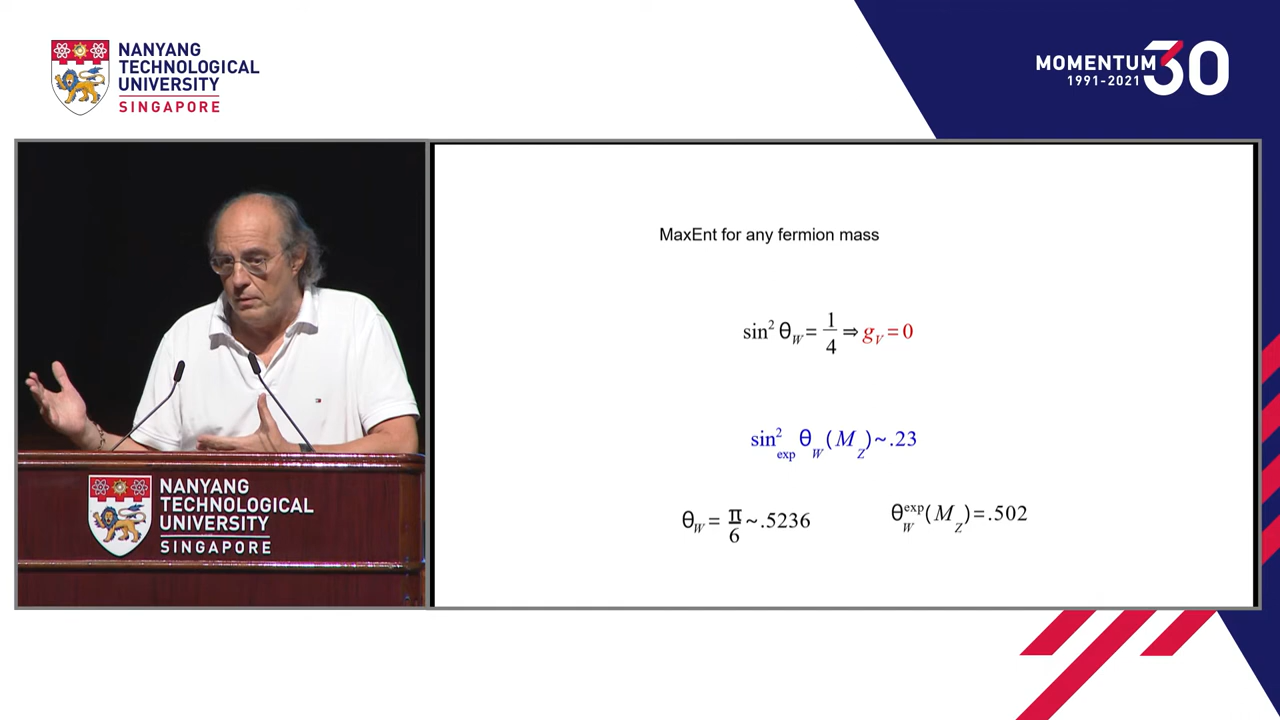 NANYANG
TECHNOLOGICAL
UNIVERSITY
SINGAPORE
MOMENTUM 30
1991-2021
MaxEnt for any fermion mass
sin² θ_W = 1/4 ⇒ g_V = 0
sin²_exp θ_W (M_Z) ~ .23
θ_W = π/6 ~ .5236
θ_W^exp (M_Z) = .502
NANYANG
TECHNOLOGICAL
UNIVERSITY
SINGAPORE